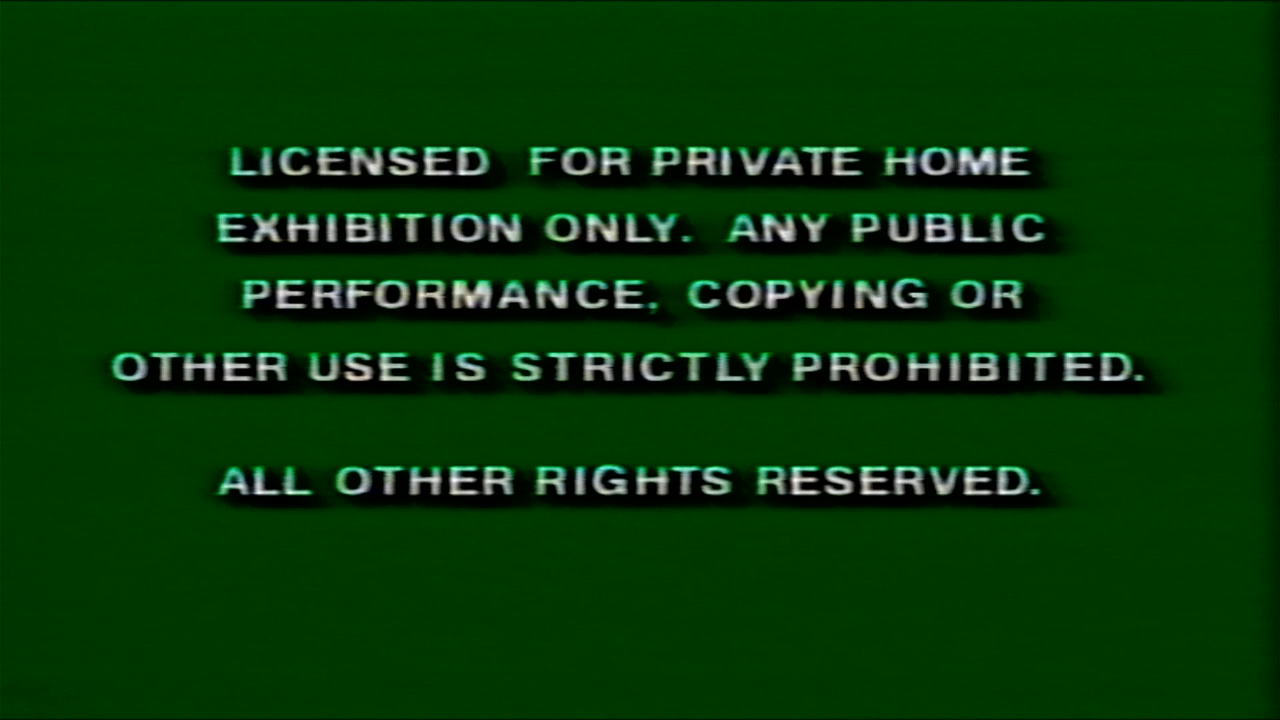 LICENSED FOR PRIVATE HOME
EXHIBITION ONLY. ANY PUBLIC
PERFORMANCE, COPYING OR
OTHER USE IS STRICTLY PROHIBITED.
ALL OTHER RIGHTS RESERVED.